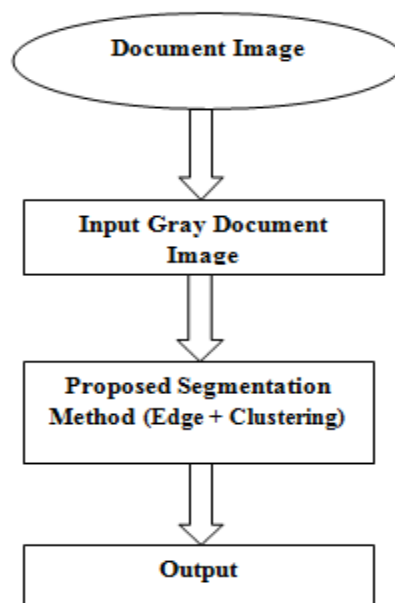 Document Image
Input Gray Document
Image
Proposed Segmentation
Method (Edge + Clustering)
Output